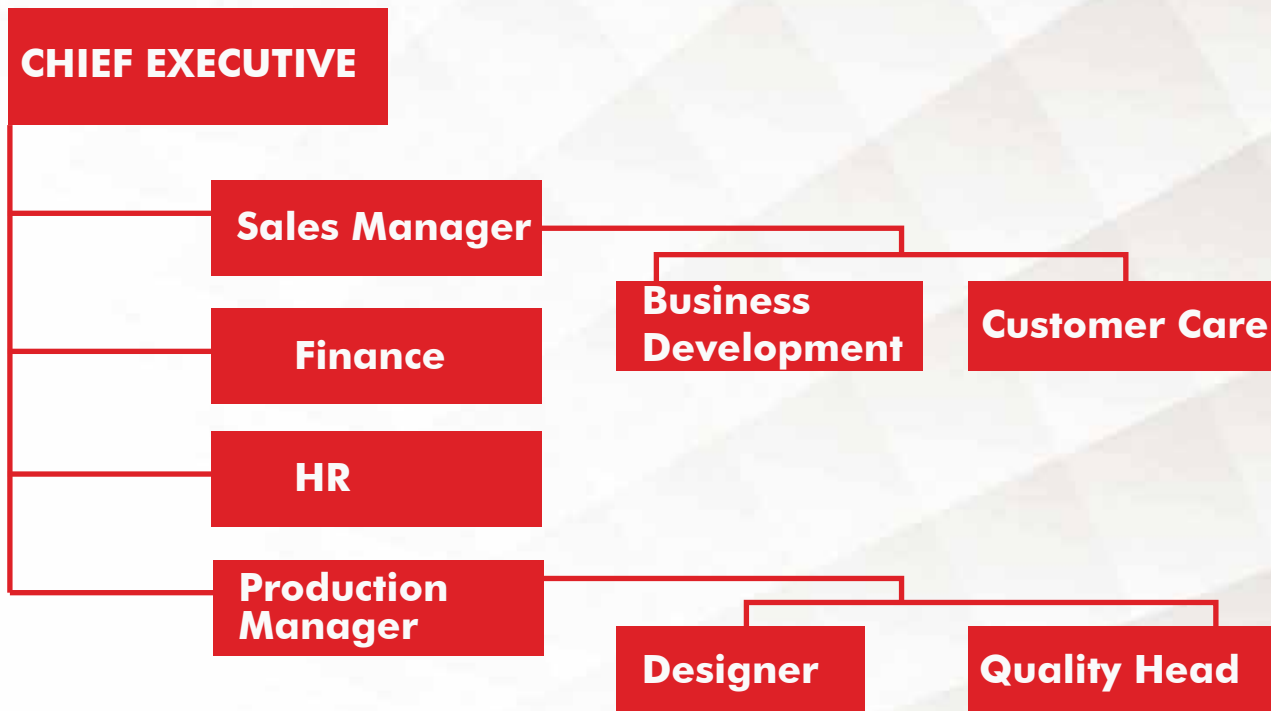 CHIEF EXECUTIVE
Sales Manager
Business
Development
Customer Care
Finance
HR
Production
Manager
Designer
Quality Head